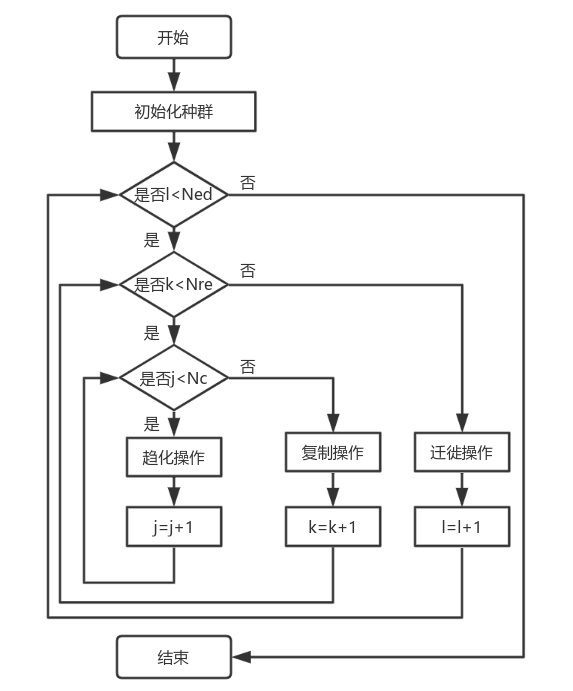 开始
初始化种群
是否l<Ned
否
是
是否k<Nre
否
是
是否j<Nc
否
是
趋化操作
复制操作
迁徙操作
j=j+1
k=k+1
l=l+1
结束